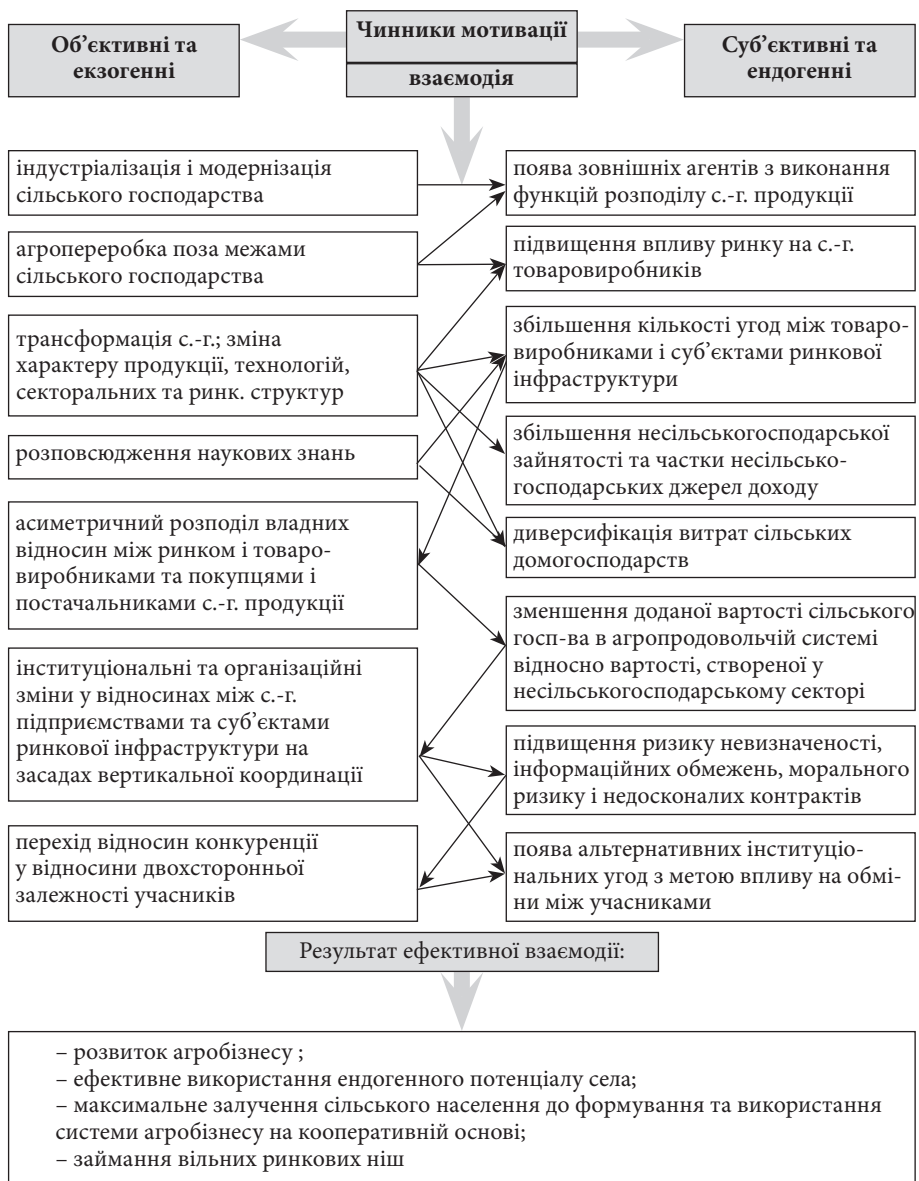 Чинники мотивації
взаємодія
Об’єктивні та
екзогенні
Суб’єктивні та
ендогенні
індустріалізація і модернізація
сільського господарства
агропереробка поза межами
сільського господарства
трансформація с.-г.; зміна
характеру продукції, технологій,
секторальних та ринк. структур
розповсюдження наукових знань
асиметричний розподіл владних
відносин між ринком і товаро-
виробниками та покупцями і
постачальниками с.-г. продукції
інституціональні та організаційні
зміни у відносинах між с.-г.
підприємствами та суб’єктами
ринкової інфраструктури на
засадах вертикальної координації
перехід відносин конкуренції
у відносини двохсторонньої
залежності учасників
поява зовнішніх агентів з виконання
функцій розподілу с.-г. продукції
підвищення впливу ринку на с.-г.
товаровиробників
збільшення кількості угод між товаро-
виробниками і суб’єктами ринкової
інфраструктури
збільшення несільськогосподарської
зайнятості та частки несільсько-
господарських джерел доходу
диверсифікація витрат сільських
домогосподарств
зменшення доданої вартості сільського
госп-ва в агропродовольчій системі
відносно вартості, створеної у
несільськогосподарському секторі
підвищення ризику невизначеності,
інформаційних обмежень, морального
ризику і недосконалих контрактів
поява альтернативних інституціо-
нальних угод з метою впливу на обмі-
ни між учасниками
Результат ефективної взаємодії:
– розвиток агробізнесу ;
– ефективне використання ендогенного потенціалу села;
– максимальне залучення сільського населення до формування та використання
системи агробізнесу на кооперативній основі;
– займання вільних ринкових ніш